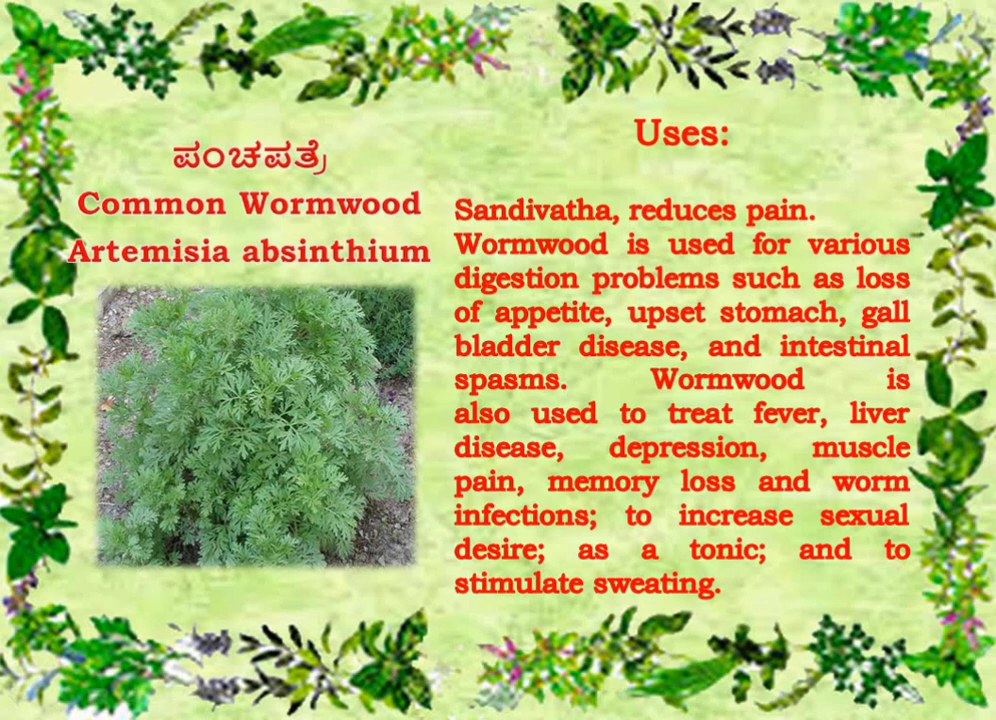 ಪಂಚಪತ್ರೆ
Common Wormwood
Artemisia absinthium
Uses:
Sandivatha, reduces pain.
Wormwood is used for various
digestion problems such as loss
of appetite, upset stomach, gall
bladder disease, and intestinal
spasms. Wormwood is
also used to treat fever, liver
disease, depression, muscle
pain, memory loss and worm
infections; to increase sexual
desire; as a tonic; and to
stimulate sweating.